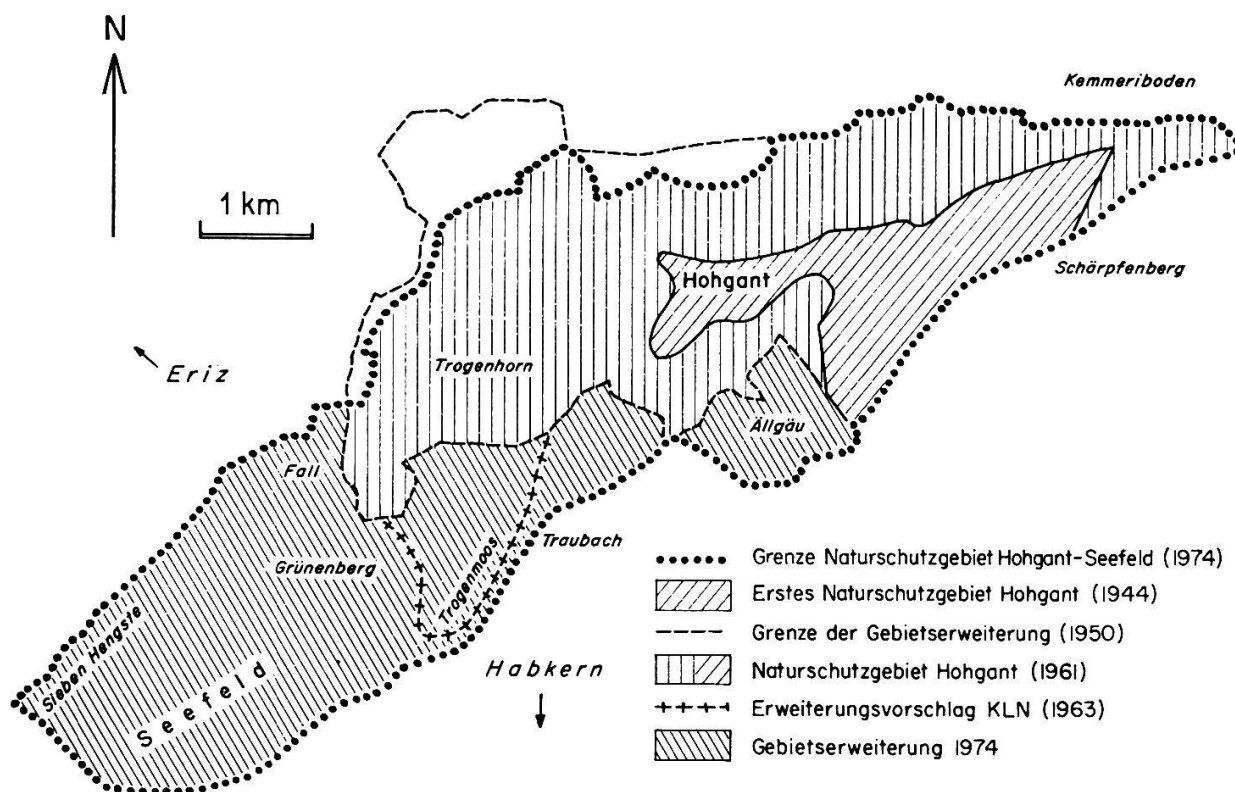 N
1 km
Kemmeriboden
Hohgant
Schärpfenberg
Eriz
Trogenhorn
Ällgäu
Fall
Grünenberg
Trogenmoos
Traubach
Sieben Hengste
Seefeld
Habkern
Grenze Naturschutzgebiet Hohgant-Seefeld (1974)
Erstes Naturschutzgebiet Hohgant (1944)
Grenze der Gebietserweiterung (1950)
Naturschutzgebiet Hohgant (1961)
Erweiterungsvorschlag KLN (1963)
Gebietserweiterung 1974